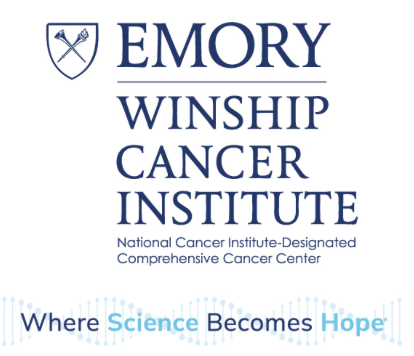 EMORY
WINSHIP
CANCER
INSTITUTE
National Cancer Institute-Designated
Comprehensive Cancer Center
Where Science Becomes Hope